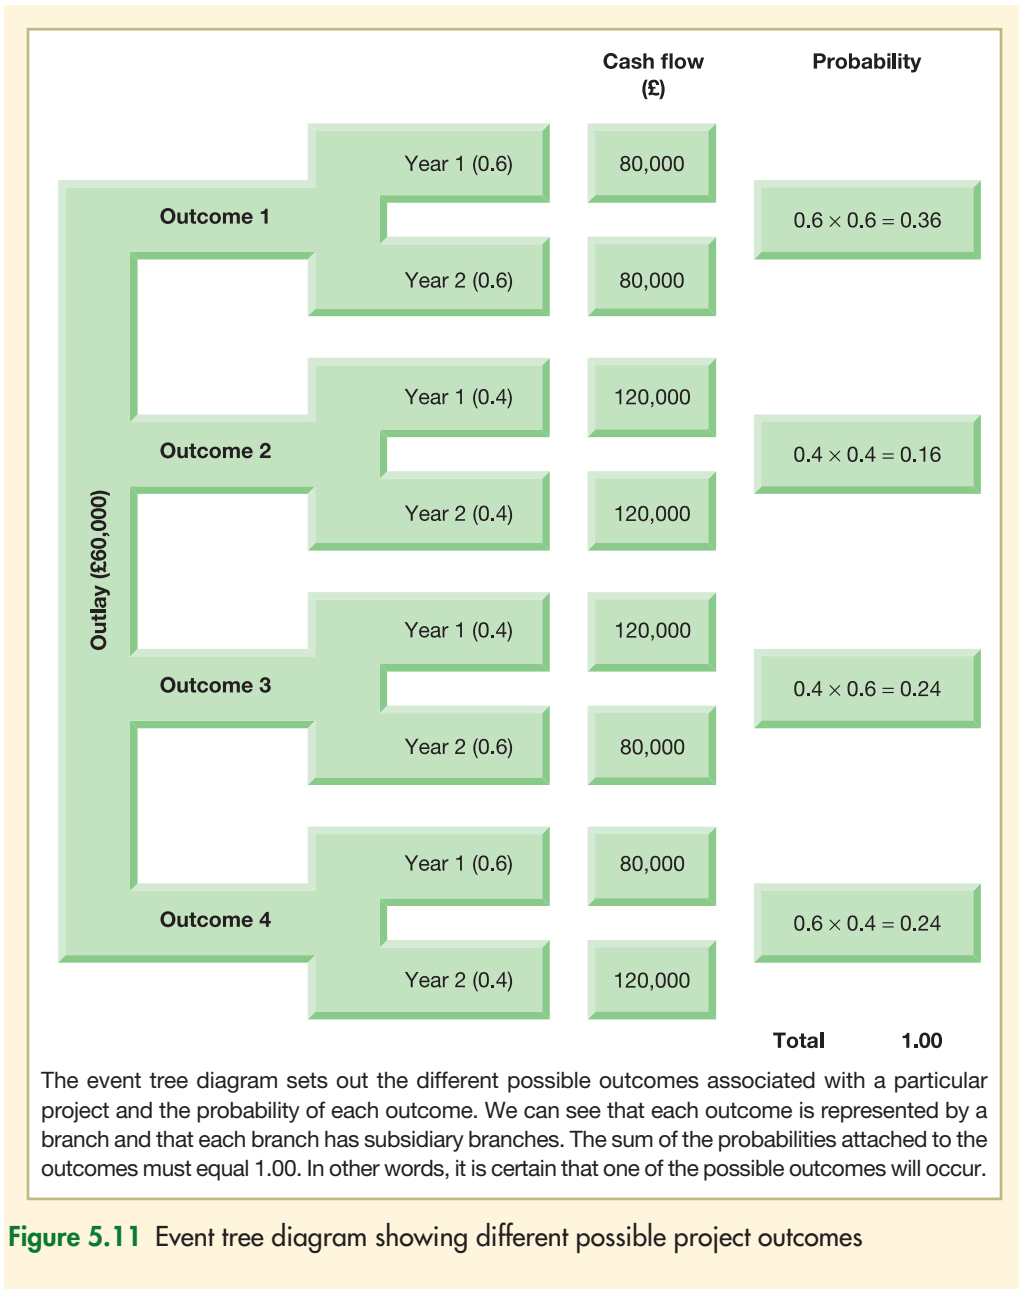 Cash flow Probability
(£)
Year 1 (0.6) 80,000
Outcome 1 0.6 × 0.6 = 0.36
Year 2 (0.6) 80,000
Year 1 (0.4) 120,000
Outcome 2 0.4 × 0.4 = 0.16
Year 2 (0.4) 120,000
Outlay (£60,000)
Year 1 (0.4) 120,000
Outcome 3 0.4 × 0.6 = 0.24
Year 2 (0.6) 80,000
Year 1 (0.6) 80,000
Outcome 4 0.6 × 0.4 = 0.24
Year 2 (0.4) 120,000
Total 1.00
The event tree diagram sets out the different possible outcomes associated with a particular
project and the probability of each outcome. We can see that each outcome is represented by a
branch and that each branch has subsidiary branches. The sum of the probabilities attached to the
outcomes must equal 1.00. In other words, it is certain that one of the possible outcomes will occur.
Figure 5.11 Event tree diagram showing different possible project outcomes